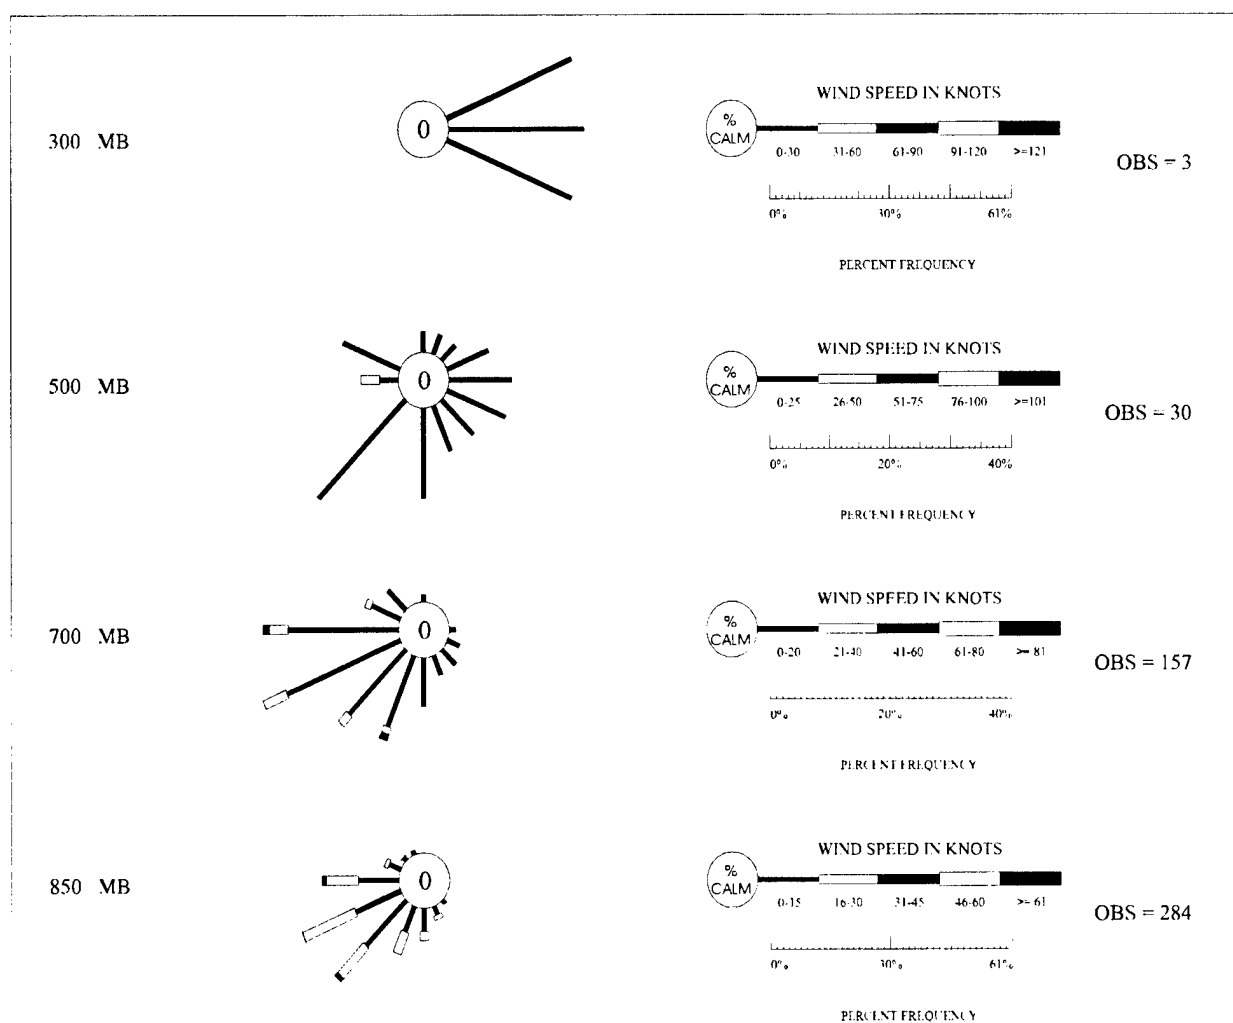 300 MB
0
WIND SPEED IN KNOTS
% CALM
0-30 31-60 61-90 91-120 >=121
OBS = 3
0% 30% 61%
PERCENT FREQUENCY
500 MB
0
WIND SPEED IN KNOTS
% CALM
0-25 26-50 51-75 76-100 >=101
OBS = 30
0% 20% 40%
PERCENT FREQUENCY
700 MB
0
WIND SPEED IN KNOTS
% CALM
0-20 21-40 41-60 61-80 >= 81
OBS = 157
0% 20% 40%
PERCENT FREQUENCY
850 MB
0
WIND SPEED IN KNOTS
% CALM
0-15 16-30 31-45 46-60 >= 61
OBS = 284
0% 30% 61%
PERCENT FREQUENCY